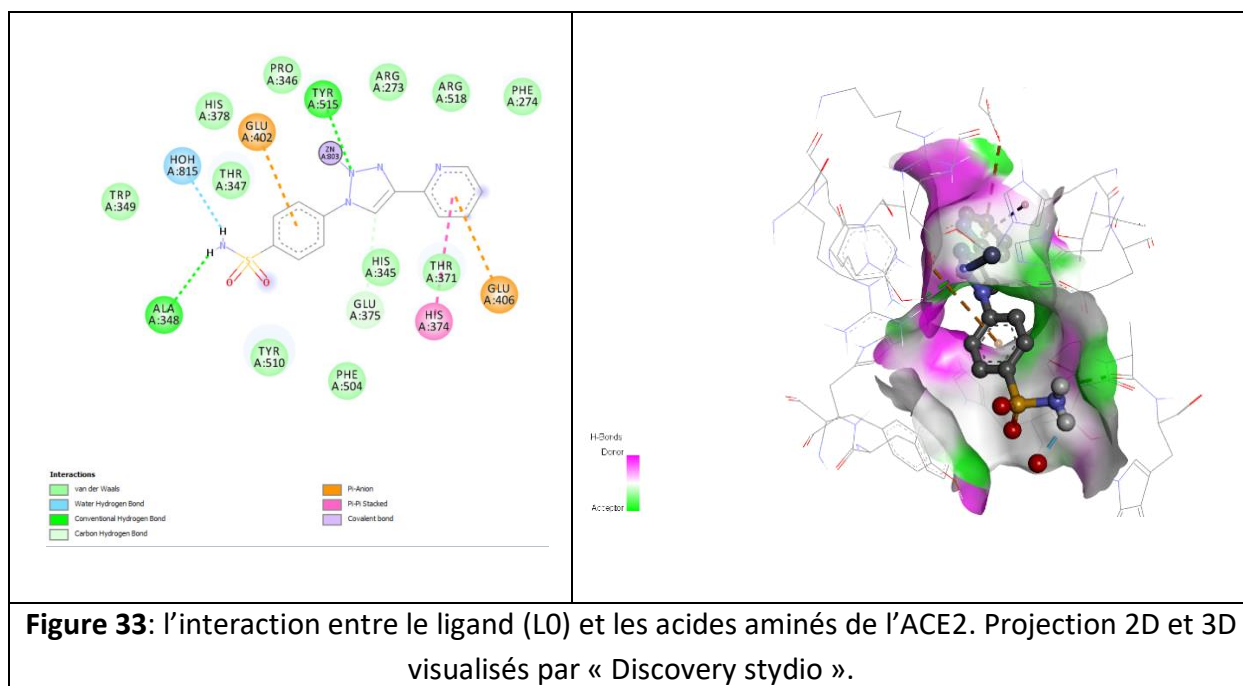 PRO
A:346
TYR
A:515
ARG
A:273
ARG
A:518
PHE
A:274
HIS
A:378
GLU
A:402
ZN
A:803
HOH
A:815
THR
A:347
TRP
A:349
N
N
N
N
H
N
H
S
O
O
HIS
A:345
THR
A:371
GLU
A:406
GLU
A:375
HIS
A:374
ALA
A:348
TYR
A:510
PHE
A:504
Interactions
van der Waals
Water Hydrogen Bond
Conventional Hydrogen Bond
Carbon Hydrogen Bond
Pi-Anion
Pi-Pi Stacked
Covalent bond
H-Bonds
Donor
Acceptor
Figure 33: l’interaction entre le ligand (L0) et les acides aminés de l’ACE2. Projection 2D et 3D
visualisés par « Discovery stydio ».